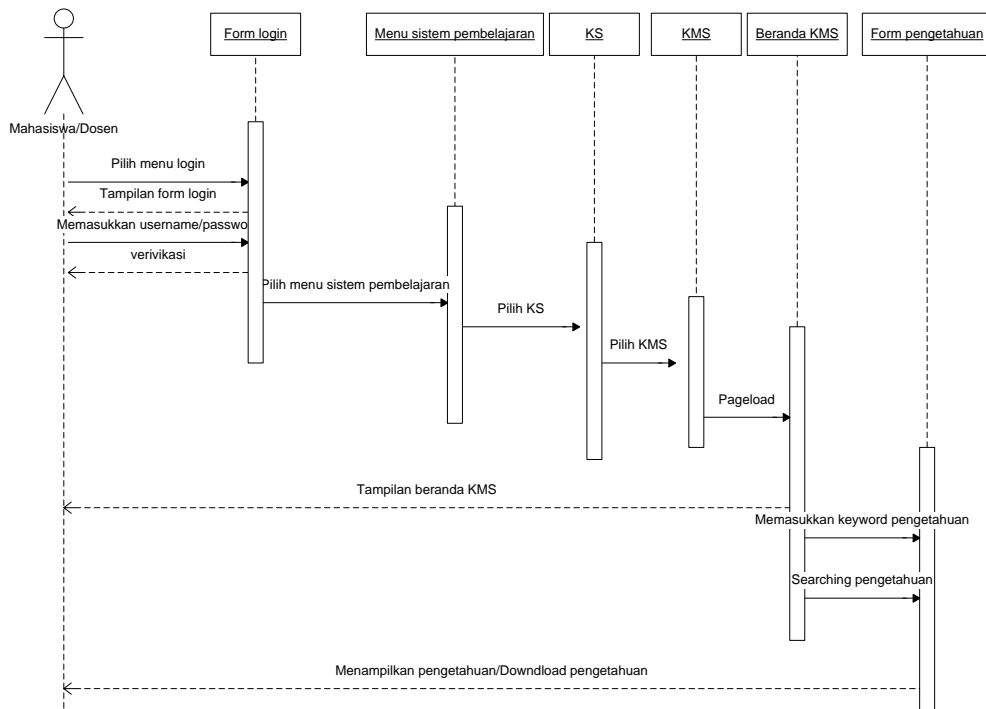 Form login
Menu sistem pembelajaran
KS
KMS
Beranda KMS
Form pengetahuan
Mahasiswa/Dosen
Pilih menu login
Tampilan form login
Memasukkan username/passwo
verivikasi
Pilih menu sistem pembelajaran
Pilih KS
Pilih KMS
Pageload
Tampilan beranda KMS
Memasukkan keyword pengetahuan
Searching pengetahuan
Menampilkan pengetahuan/Downdload pengetahuan